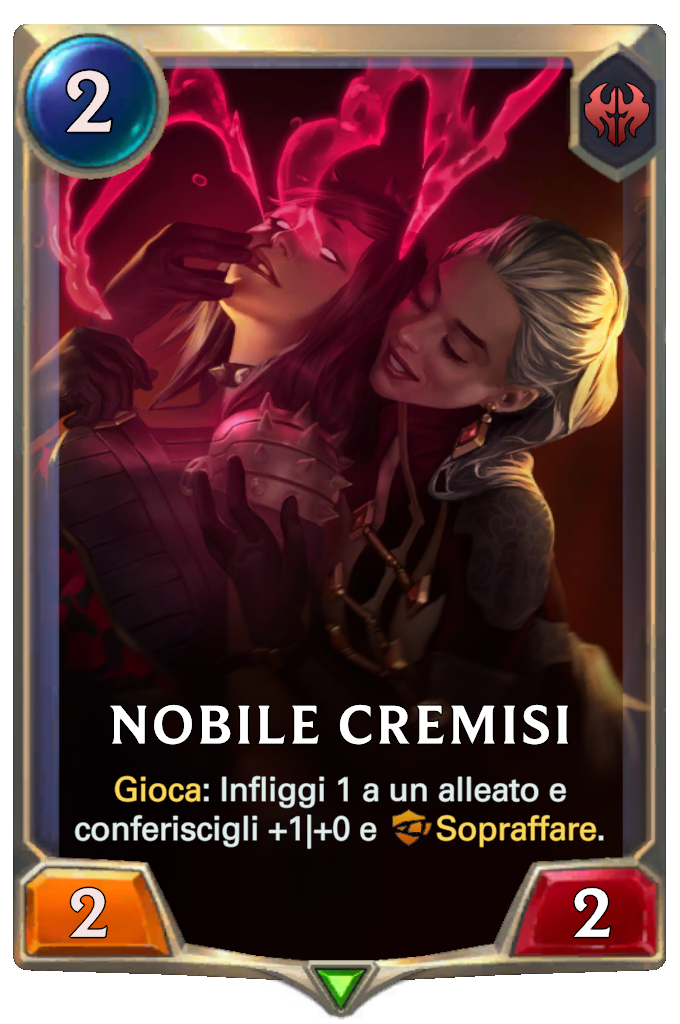 2
NOBILE CREMISI
Gioca: Infliggi 1 a un alleato e
conferiscigli +1|+0 e Sopraffare.
2
2